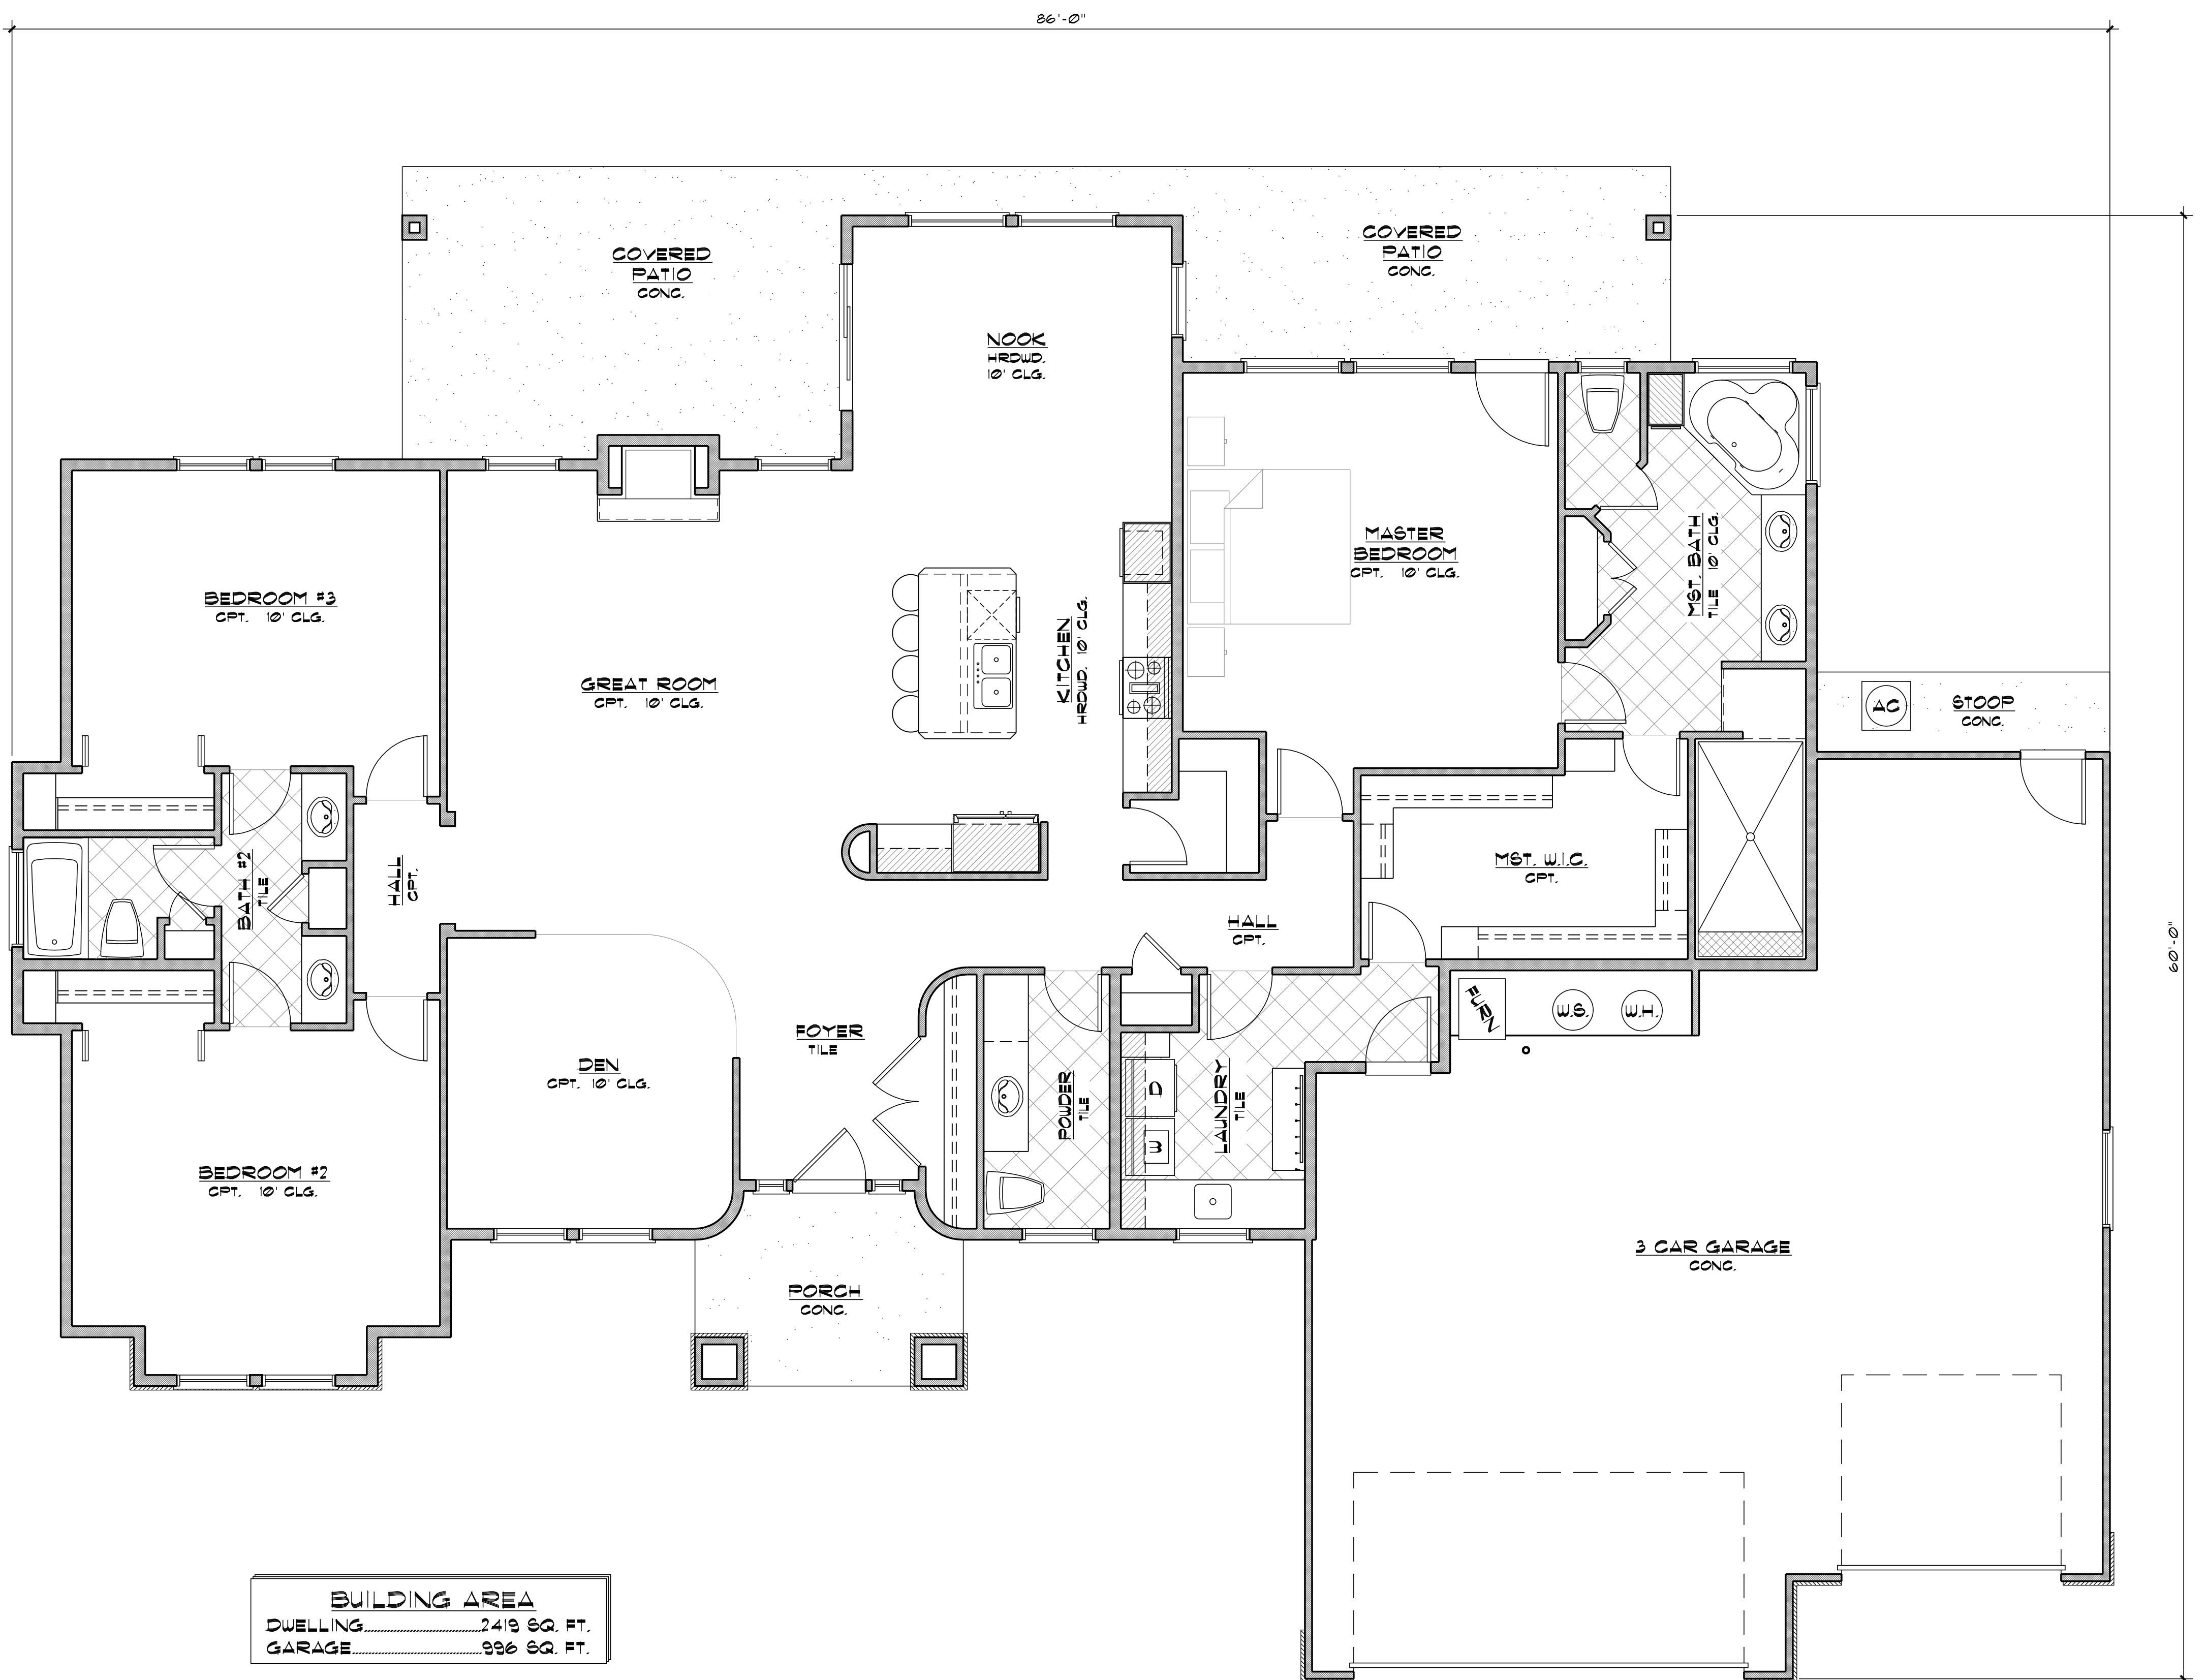 86'-0"
COVERED
PATIO
CONC.
COVERED
PATIO
CONC.
NOOK
HRDWD.
10' CLG.
MASTER
BEDROOM
CPT. 10' CLG.
MST. BATH
TILE 10' CLG.
BEDROOM #3
CPT. 10' CLG.
GREAT ROOM
CPT. 10' CLG.
KITCHEN
HRDWD. 10' CLG.
AC
STOOP
CONC.
BATH #2
TILE
HALL
CPT.
MST. W.I.C.
CPT.
HALL
CPT.
60'-0"
FURN
W.S.
W.H.
FOYER
TILE
DEN
CPT. 10' CLG.
POWDER
TILE
D
W
LAUNDRY
TILE
BEDROOM #2
CPT. 10' CLG.
3 CAR GARAGE
CONC.
PORCH
CONC.
BUILDING AREA
DWELLING..............................2419 SQ. FT.
GARAGE.................................996 SQ. FT.